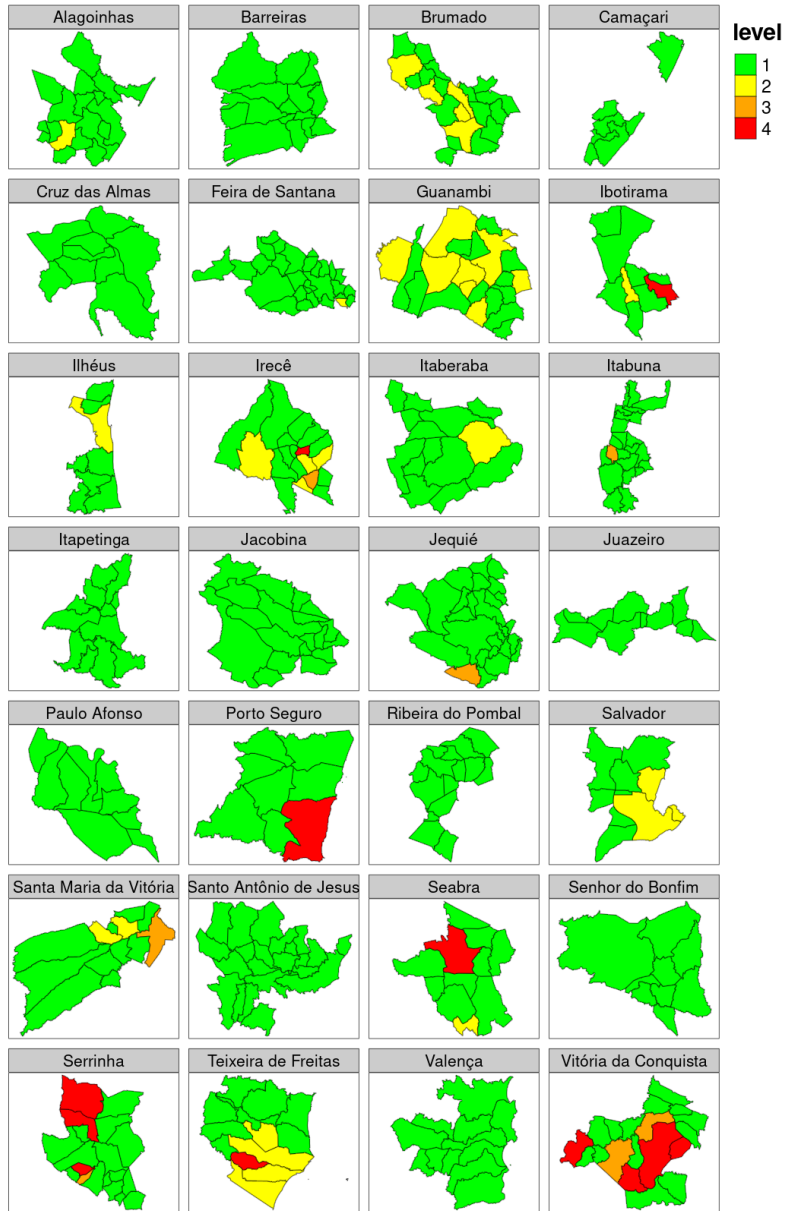 Alagoinhas
Barreiras
Brumado
Camaçari
level
1
2
3
4
Cruz das Almas
Feira de Santana
Guanambi
Ibotirama
Ilhéus
Irecê
Itaberaba
Itabuna
Itapetinga
Jacobina
Jequié
Juazeiro
Paulo Afonso
Porto Seguro
Ribeira do Pombal
Salvador
Santa Maria da Vitória
Santo Antônio de Jesus
Seabra
Senhor do Bonfim
Serrinha
Teixeira de Freitas
Valença
Vitória da Conquista